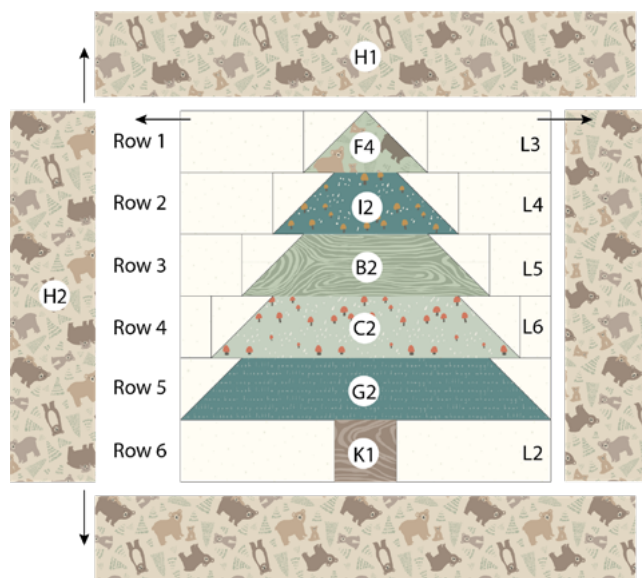 H1
Row 1 F4 L3
Row 2 I2 L4
Row 3 B2 L5
H2
Row 4 C2 L6
Row 5 G2
Row 6 K1 L2